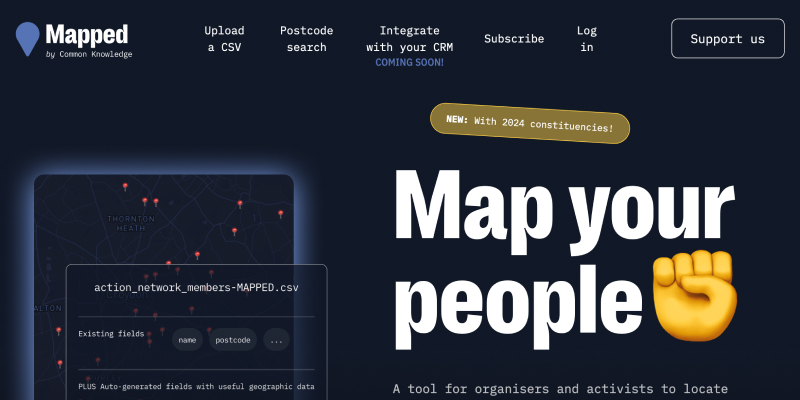 Mapped
by Common Knowledge
Upload
a CSV
Postcode
search
Integrate
with your CRM
COMING SOON!
Subscribe
Log
in
Support us
NEW: With 2024 constituencies!
Map your
people
THORNTON
HEATH
ALTON
action_network_members-MAPPED.csv
Existing fields
name
postcode
...
PLUS Auto-generated fields with useful geographic data
A tool for organisers and activists to locate